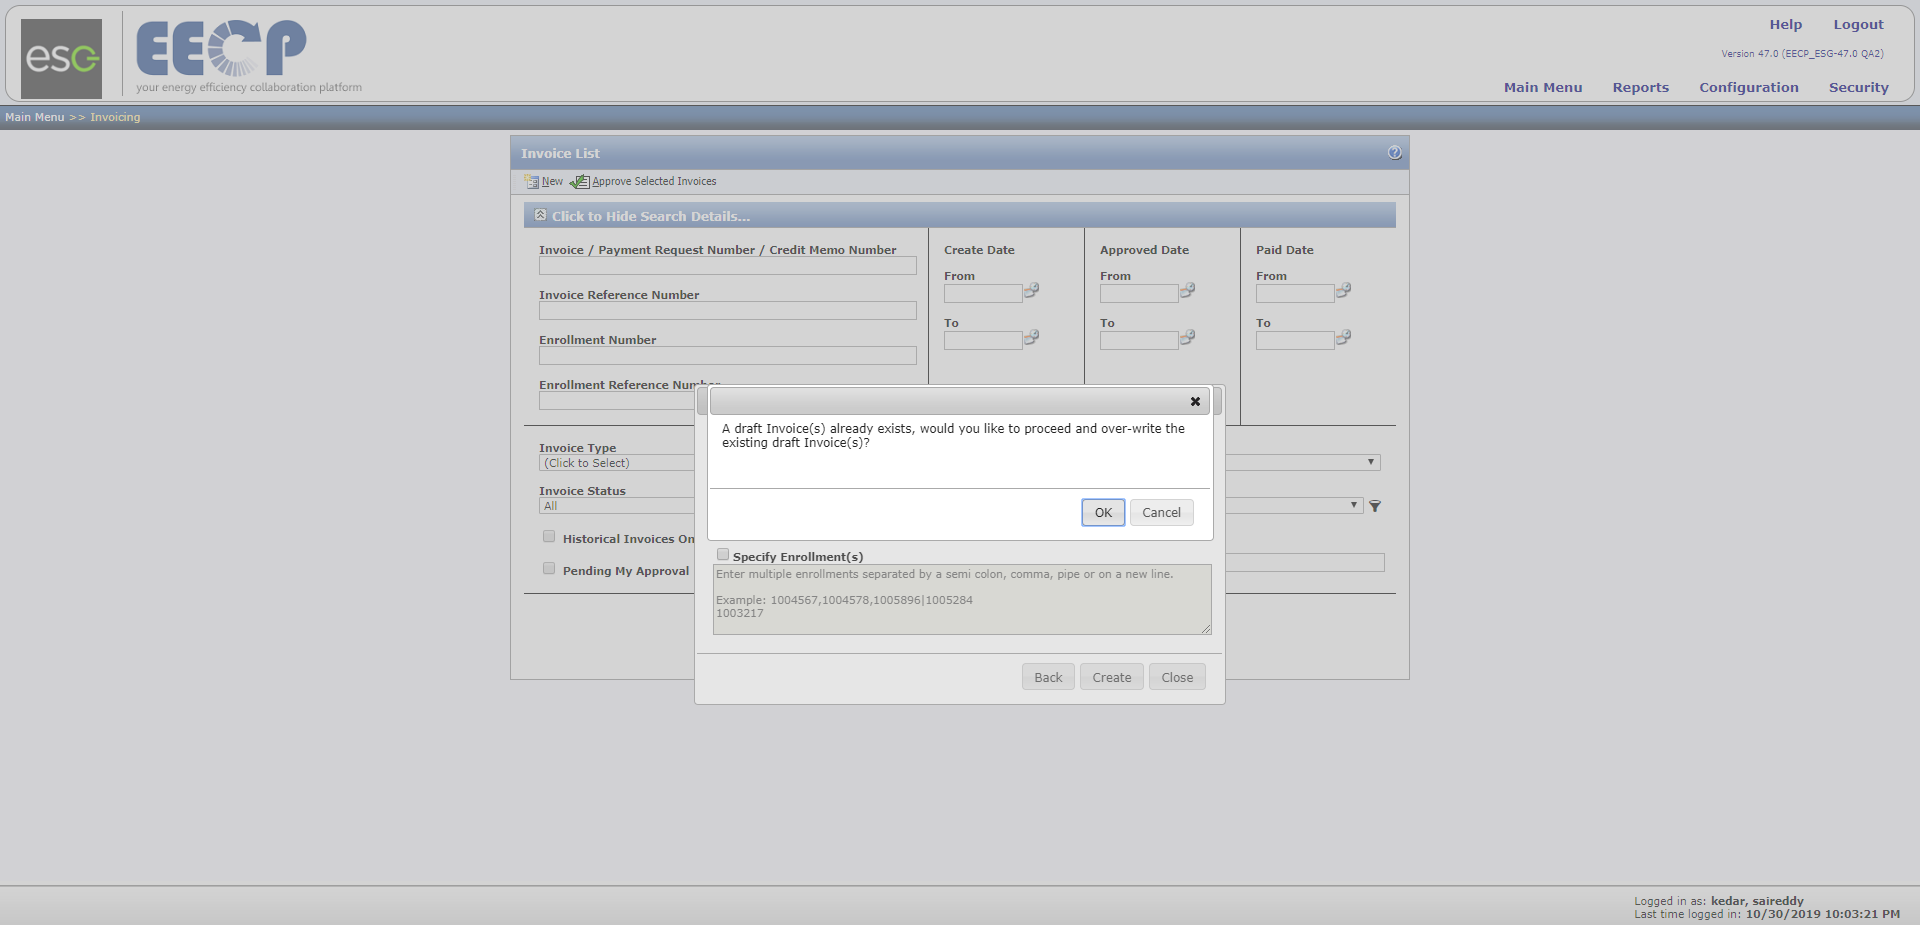 esg
EECP
your energy efficiency collaboration platform
Help Logout
Version 47.0 (EECP_ESG-47.0 QA2)
Main Menu Reports Configuration Security
Main Menu >> Invoicing
Invoice List
New Approve Selected Invoices
Click to Hide Search Details...
Invoice / Payment Request Number / Credit Memo Number
Invoice Reference Number
Enrollment Number
Enrollment Reference Number
Create Date
From
To
Approved Date
From
To
Paid Date
From
To
Invoice Type
(Click to Select)
Invoice Status
All
Historical Invoices On
Pending My Approval
A draft Invoice(s) already exists, would you like to proceed and over-write the
existing draft Invoice(s)?
OK Cancel
Specify Enrollment(s)
Enter multiple enrollments separated by a semi colon, comma, pipe or on a new line.
Example: 1004567,1004578,1005896|1005284
1003217
Back Create Close
Logged in as: kedar, saireddy
Last time logged in: 10/30/2019 10:03:21 PM